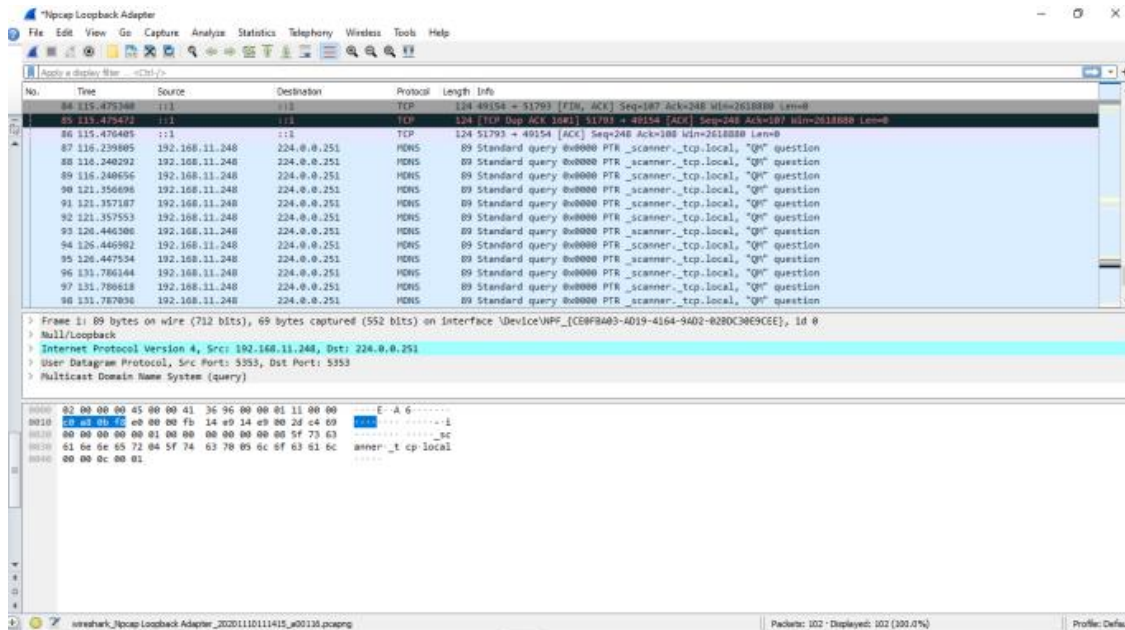 *Npcap Loopback Adapter
File Edit View Go Capture Analyze Statistics Telephony Wireless Tools Help
Apply a display filter ... <Ctrl-/>
No. Time Source Destination Protocol Length Info
84 115.475340 ::1 ::1 TCP 124 49154 → 51793 [FIN, ACK] Seq=107 Ack=248 Win=2618880 Len=0
85 115.475472 ::1 ::1 TCP 124 [TCP Dup ACK 16#1] 51793 → 49154 [ACK] Seq=248 Ack=107 Win=2618880 Len=0
86 115.476405 ::1 ::1 TCP 124 51793 → 49154 [ACK] Seq=248 Ack=108 Win=2618880 Len=0
87 116.239805 192.168.11.248 224.0.0.251 MDNS 89 Standard query 0x0000 PTR _scanner._tcp.local, "QM" question
88 116.240292 192.168.11.248 224.0.0.251 MDNS 89 Standard query 0x0000 PTR _scanner._tcp.local, "QM" question
89 116.240656 192.168.11.248 224.0.0.251 MDNS 89 Standard query 0x0000 PTR _scanner._tcp.local, "QM" question
90 121.356696 192.168.11.248 224.0.0.251 MDNS 89 Standard query 0x0000 PTR _scanner._tcp.local, "QM" question
91 121.357187 192.168.11.248 224.0.0.251 MDNS 89 Standard query 0x0000 PTR _scanner._tcp.local, "QM" question
92 121.357553 192.168.11.248 224.0.0.251 MDNS 89 Standard query 0x0000 PTR _scanner._tcp.local, "QM" question
93 126.446306 192.168.11.248 224.0.0.251 MDNS 89 Standard query 0x0000 PTR _scanner._tcp.local, "QM" question
94 126.446982 192.168.11.248 224.0.0.251 MDNS 89 Standard query 0x0000 PTR _scanner._tcp.local, "QM" question
95 126.447534 192.168.11.248 224.0.0.251 MDNS 89 Standard query 0x0000 PTR _scanner._tcp.local, "QM" question
96 131.786144 192.168.11.248 224.0.0.251 MDNS 89 Standard query 0x0000 PTR _scanner._tcp.local, "QM" question
97 131.786618 192.168.11.248 224.0.0.251 MDNS 89 Standard query 0x0000 PTR _scanner._tcp.local, "QM" question
98 131.787036 192.168.11.248 224.0.0.251 MDNS 89 Standard query 0x0000 PTR _scanner._tcp.local, "QM" question
Frame 1: 89 bytes on wire (712 bits), 69 bytes captured (552 bits) on interface \Device\NPF_{CE0FBA03-AD19-4164-9AD2-02BDC30E9CEE}, id 0
Null/Loopback
Internet Protocol Version 4, Src: 192.168.11.248, Dst: 224.0.0.251
User Datagram Protocol, Src Port: 5353, Dst Port: 5353
Multicast Domain Name System (query)
0000 02 00 00 00 45 00 00 41 36 96 00 00 01 11 00 00 ····E··A 6·······
0010 c0 a8 0b f8 e0 00 00 fb 14 e9 14 e9 00 2d c4 69 ········ ·····-·i
0020 00 00 00 00 00 01 00 00 00 00 00 00 08 5f 73 63 ········ ·····_sc
0030 61 6e 6e 65 72 04 5f 74 63 70 05 6c 6f 63 61 6c anner·_t cp·local
0040 00 00 0c 00 01 ·····
wireshark_Npcap Loopback Adapter_20201110111415_a00116.pcapng Packets: 102 · Displayed: 102 (100.0%) Profile: Defau